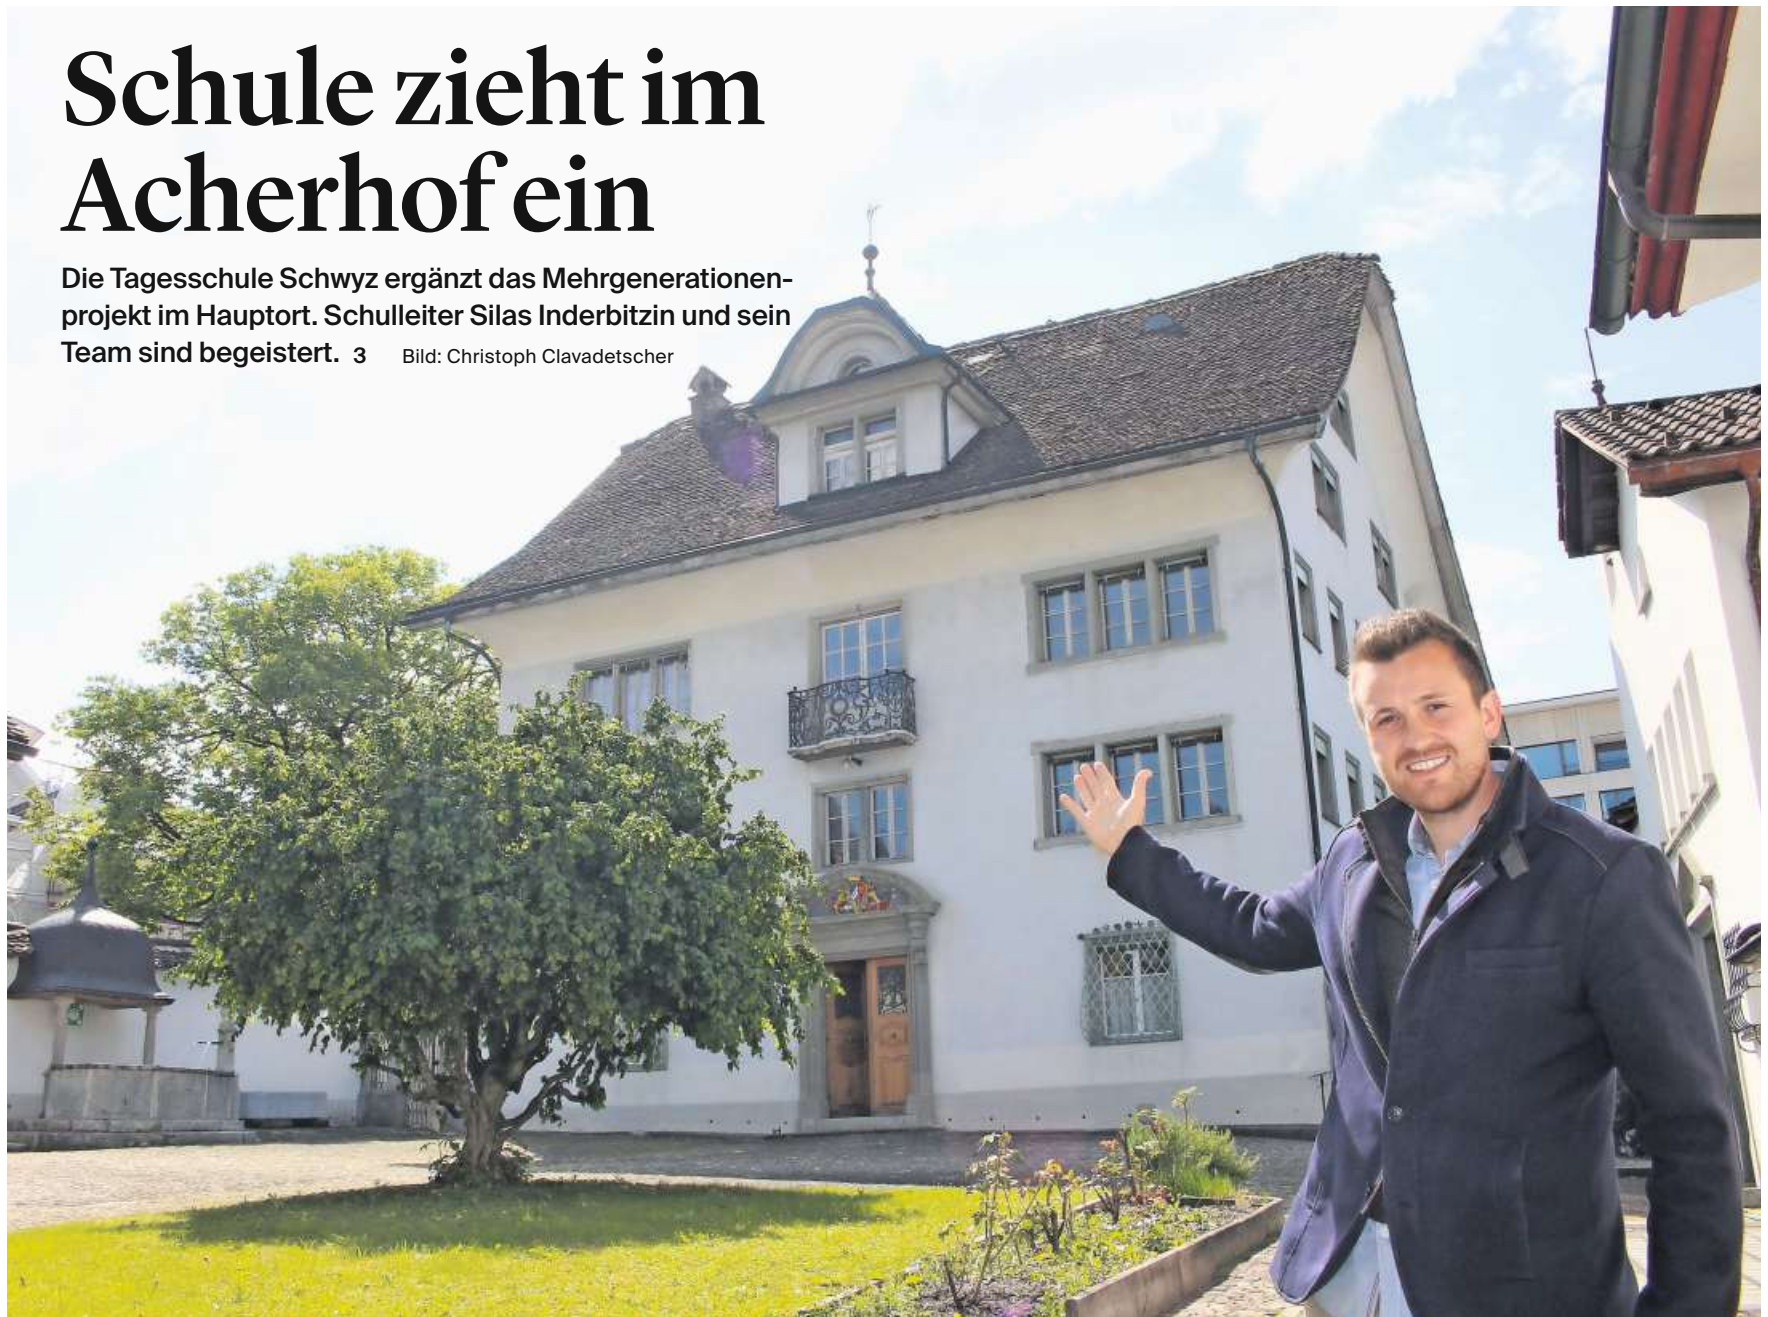 Schule zieht im
Acherhof ein
Die Tagesschule Schwyz ergänzt das Mehrgenerationen-
projekt im Hauptort. Schulleiter Silas Inderbitzin und sein
Team sind begeistert. 3 Bild: Christoph Clavadetscher